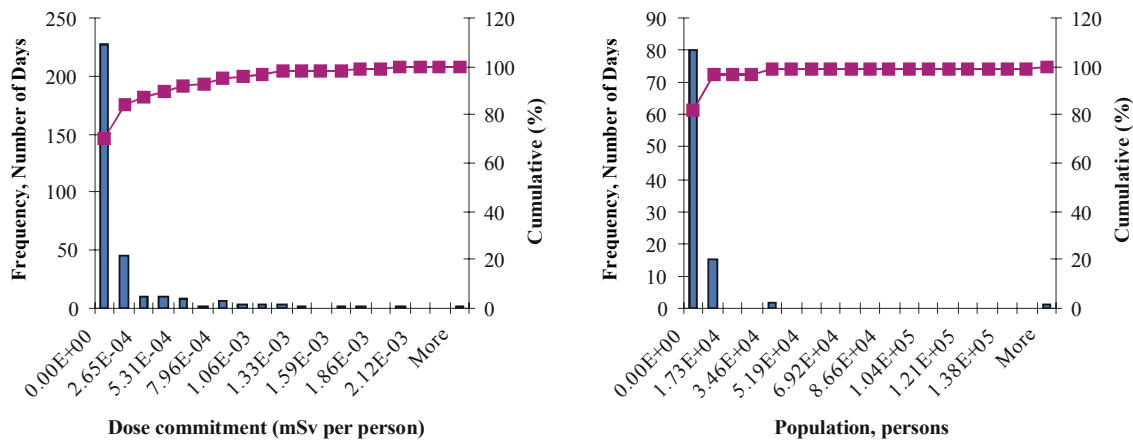 250
200
150
100
50
0
Frequency, Number of Days
120
100
80
60
40
20
0
Cumulative (%)
0.00E+00
2.65E-04
5.31E-04
7.96E-04
1.06E-03
1.33E-03
1.59E-03
1.86E-03
2.12E-03
More
Dose commitment (mSv per person)
90
80
70
60
50
40
30
20
10
0
Frequency, Number of Days
120
100
80
60
40
20
0
Cumulative (%)
0.00E+00
1.73E+04
3.46E+04
5.19E+04
6.92E+04
8.66E+04
1.04E+05
1.21E+05
1.38E+05
More
Population, persons